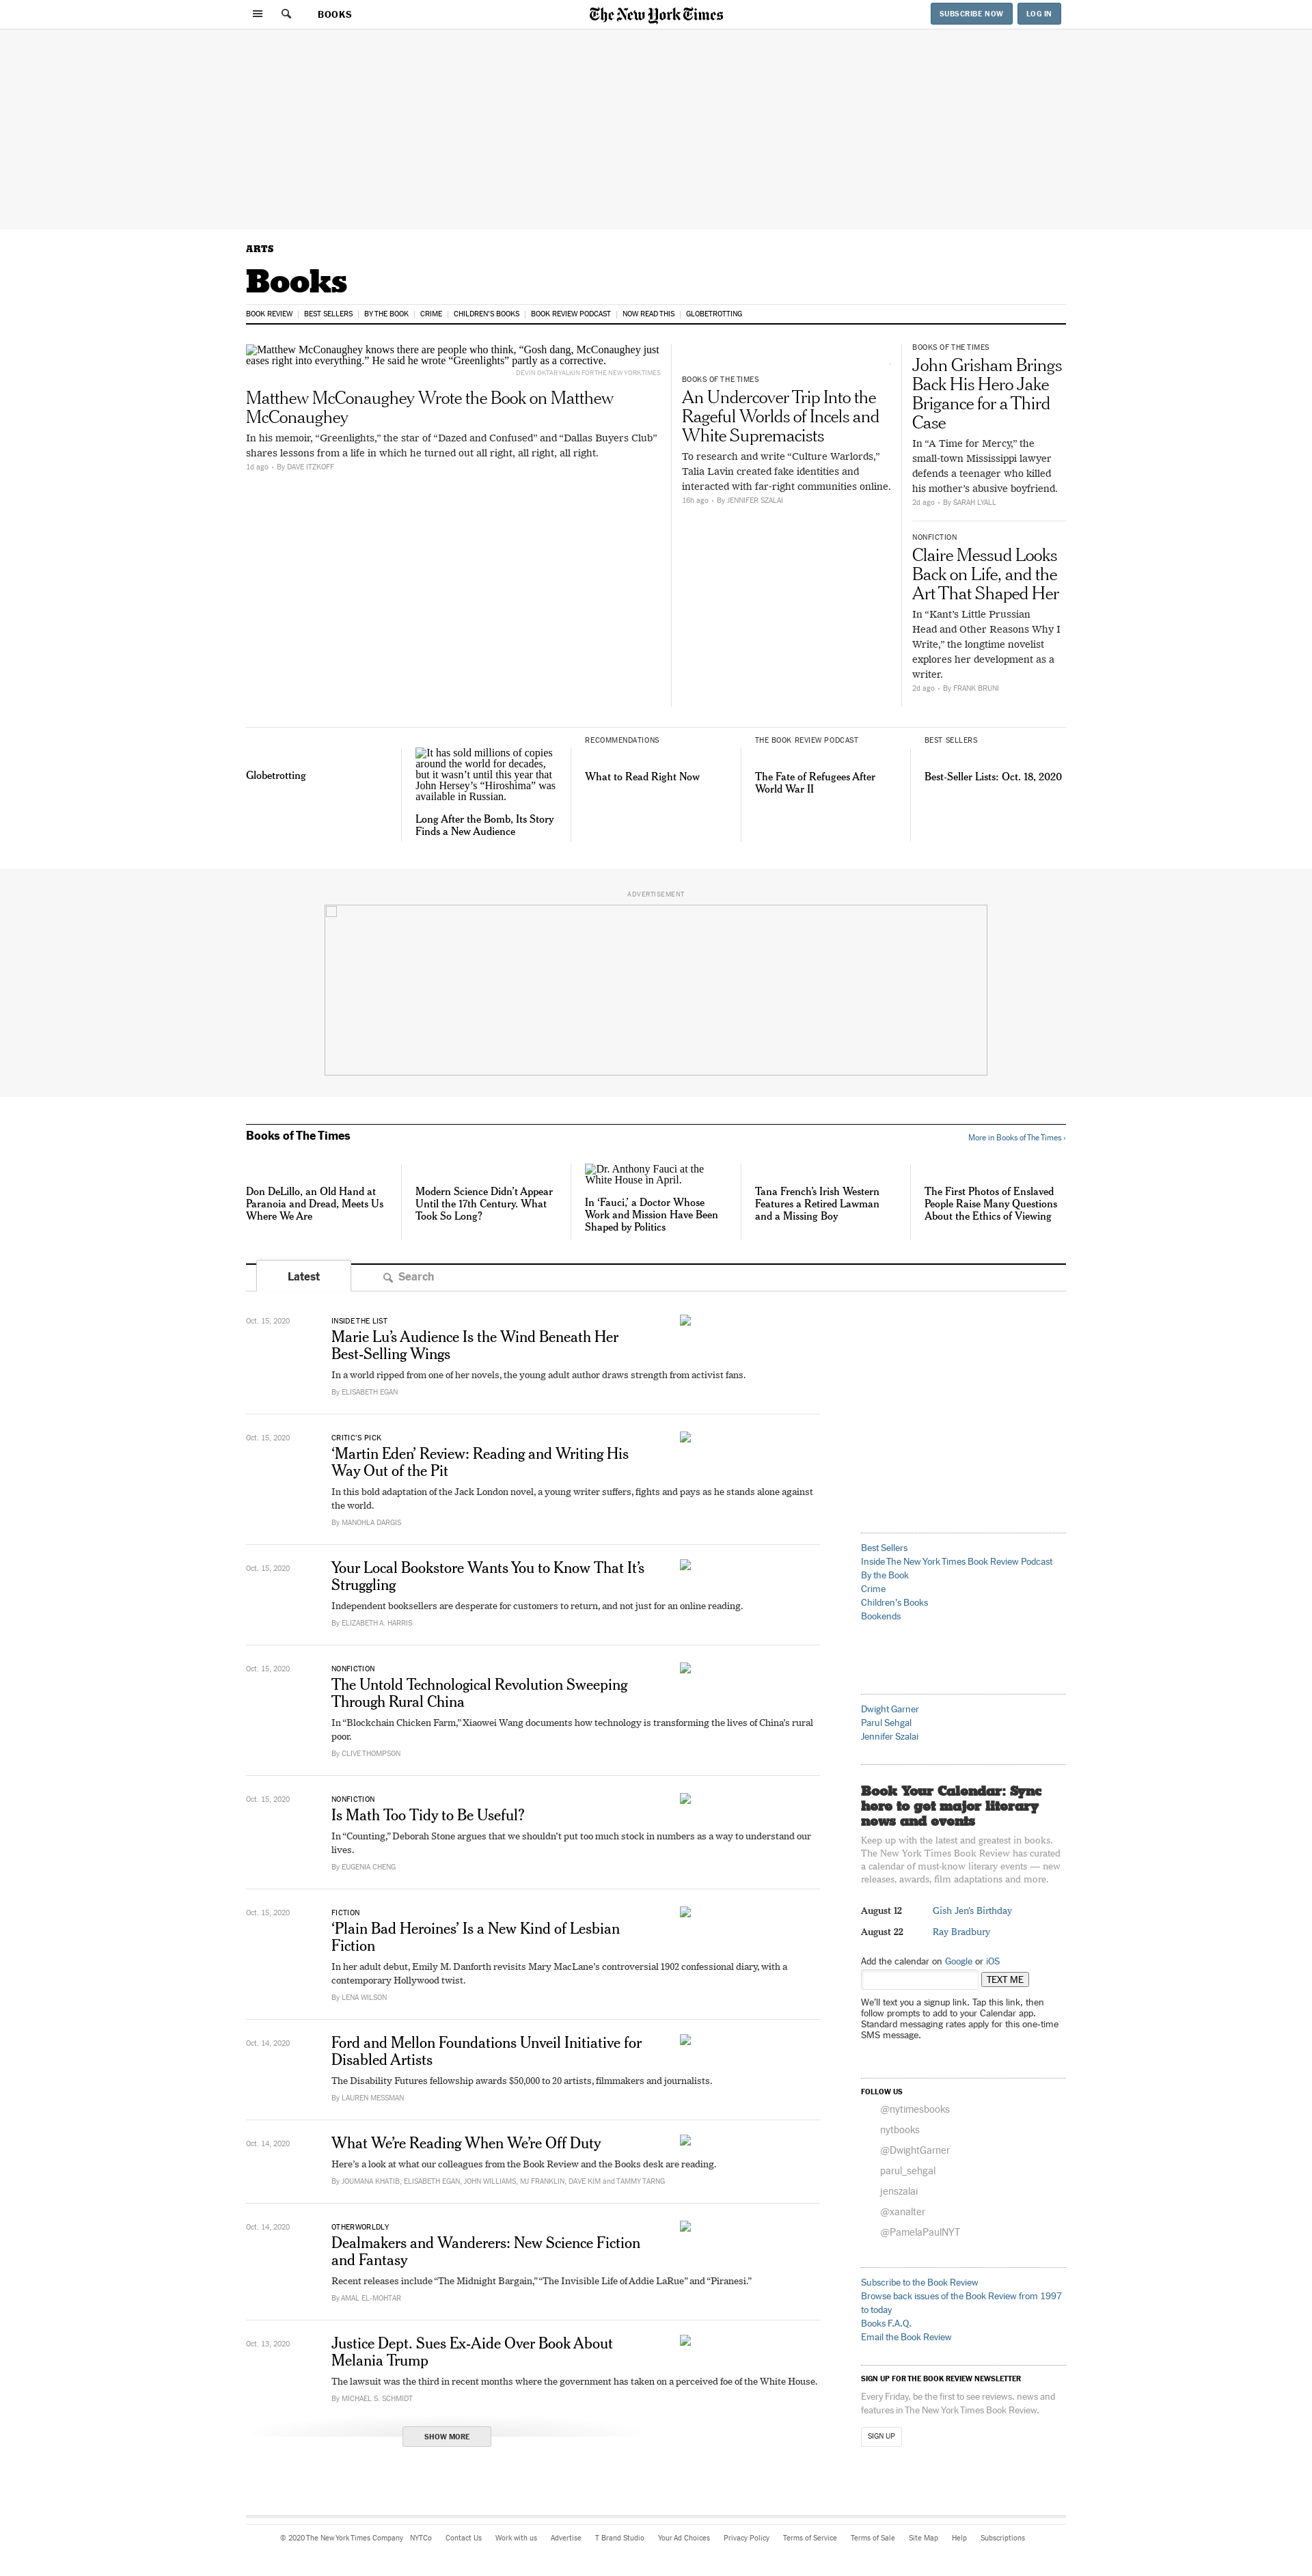 BOOKS
The New York Times
SUBSCRIBE NOW
LOG IN
ARTS
Books
BOOK REVIEW
BEST SELLERS
BY THE BOOK
CRIME
CHILDREN'S BOOKS
BOOK REVIEW PODCAST
NOW READ THIS
GLOBETROTTING
Matthew McConaughey knows there are people who think, “Gosh dang, McConaughey just
eases right into everything.” He said he wrote “Greenlights” partly as a corrective.
DEVIN OKTAR YALKIN FOR THE NEW YORK TIMES
Matthew McConaughey Wrote the Book on Matthew
McConaughey
In his memoir, “Greenlights,” the star of “Dazed and Confused” and “Dallas Buyers Club”
shares lessons from a life in which he turned out all right, all right, all right.
1d ago • By DAVE ITZKOFF
BOOKS OF THE TIMES
An Undercover Trip Into the
Rageful Worlds of Incels and
White Supremacists
To research and write “Culture Warlords,”
Talia Lavin created fake identities and
interacted with far-right communities online.
16h ago • By JENNIFER SZALAI
BOOKS OF THE TIMES
John Grisham Brings
Back His Hero Jake
Brigance for a Third
Case
In “A Time for Mercy,” the
small-town Mississippi lawyer
defends a teenager who killed
his mother’s abusive boyfriend.
2d ago • By SARAH LYALL
NONFICTION
Claire Messud Looks
Back on Life, and the
Art That Shaped Her
In “Kant’s Little Prussian
Head and Other Reasons Why I
Write,” the longtime novelist
explores her development as a
writer.
2d ago • By FRANK BRUNI
Globetrotting
It has sold millions of copies
around the world for decades,
but it wasn’t until this year that
John Hersey’s “Hiroshima” was
available in Russian.
Long After the Bomb, Its Story
Finds a New Audience
RECOMMENDATIONS
What to Read Right Now
THE BOOK REVIEW PODCAST
The Fate of Refugees After
World War II
BEST SELLERS
Best-Seller Lists: Oct. 18, 2020
ADVERTISEMENT
Books of The Times
More in Books of The Times ›
Don DeLillo, an Old Hand at
Paranoia and Dread, Meets Us
Where We Are
Modern Science Didn’t Appear
Until the 17th Century. What
Took So Long?
Dr. Anthony Fauci at the
White House in April.
In ‘Fauci,’ a Doctor Whose
Work and Mission Have Been
Shaped by Politics
Tana French’s Irish Western
Features a Retired Lawman
and a Missing Boy
The First Photos of Enslaved
People Raise Many Questions
About the Ethics of Viewing
Latest
Search
Oct. 15, 2020
INSIDE THE LIST
Marie Lu’s Audience Is the Wind Beneath Her
Best-Selling Wings
In a world ripped from one of her novels, the young adult author draws strength from activist fans.
By ELISABETH EGAN
Oct. 15, 2020
CRITIC’S PICK
‘Martin Eden’ Review: Reading and Writing His
Way Out of the Pit
In this bold adaptation of the Jack London novel, a young writer suffers, fights and pays as he stands alone against
the world.
By MANOHLA DARGIS
Oct. 15, 2020
Your Local Bookstore Wants You to Know That It’s
Struggling
Independent booksellers are desperate for customers to return, and not just for an online reading.
By ELIZABETH A. HARRIS
Oct. 15, 2020
NONFICTION
The Untold Technological Revolution Sweeping
Through Rural China
In “Blockchain Chicken Farm,” Xiaowei Wang documents how technology is transforming the lives of China’s rural
poor.
By CLIVE THOMPSON
Oct. 15, 2020
NONFICTION
Is Math Too Tidy to Be Useful?
In “Counting,” Deborah Stone argues that we shouldn’t put too much stock in numbers as a way to understand our
lives.
By EUGENIA CHENG
Oct. 15, 2020
FICTION
‘Plain Bad Heroines’ Is a New Kind of Lesbian
Fiction
In her adult debut, Emily M. Danforth revisits Mary MacLane’s controversial 1902 confessional diary, with a
contemporary Hollywood twist.
By LENA WILSON
Oct. 14, 2020
Ford and Mellon Foundations Unveil Initiative for
Disabled Artists
The Disability Futures fellowship awards $50,000 to 20 artists, filmmakers and journalists.
By LAUREN MESSMAN
Oct. 14, 2020
What We’re Reading When We’re Off Duty
Here’s a look at what our colleagues from the Book Review and the Books desk are reading.
By JOUMANA KHATIB, ELISABETH EGAN, JOHN WILLIAMS, MJ FRANKLIN, DAVE KIM and TAMMY TARNG
Oct. 14, 2020
OTHERWORLDLY
Dealmakers and Wanderers: New Science Fiction
and Fantasy
Recent releases include “The Midnight Bargain,” “The Invisible Life of Addie LaRue” and “Piranesi.”
By AMAL EL-MOHTAR
Oct. 13, 2020
Justice Dept. Sues Ex-Aide Over Book About
Melania Trump
The lawsuit was the third in recent months where the government has taken on a perceived foe of the White House.
By MICHAEL S. SCHMIDT
SHOW MORE
Best Sellers
Inside The New York Times Book Review Podcast
By the Book
Crime
Children’s Books
Bookends
Dwight Garner
Parul Sehgal
Jennifer Szalai
Book Your Calendar: Sync
here to get major literary
news and events
Keep up with the latest and greatest in books.
The New York Times Book Review has curated
a calendar of must-know literary events — new
releases, awards, film adaptations and more.
August 12 Gish Jen’s Birthday
August 22 Ray Bradbury
Add the calendar on Google or iOS
TEXT ME
We’ll text you a signup link. Tap this link, then
follow prompts to add to your Calendar app.
Standard messaging rates apply for this one-time
SMS message.
FOLLOW US
@nytimesbooks
nytbooks
@DwightGarner
parul_sehgal
jenszalai
@xanalter
@PamelaPaulNYT
Subscribe to the Book Review
Browse back issues of the Book Review from 1997
to today
Books F.A.Q.
Email the Book Review
SIGN UP FOR THE BOOK REVIEW NEWSLETTER
Every Friday, be the first to see reviews, news and
features in The New York Times Book Review.
SIGN UP
© 2020 The New York Times Company NYTCo Contact Us Work with us Advertise T Brand Studio Your Ad Choices Privacy Policy Terms of Service Terms of Sale Site Map Help Subscriptions